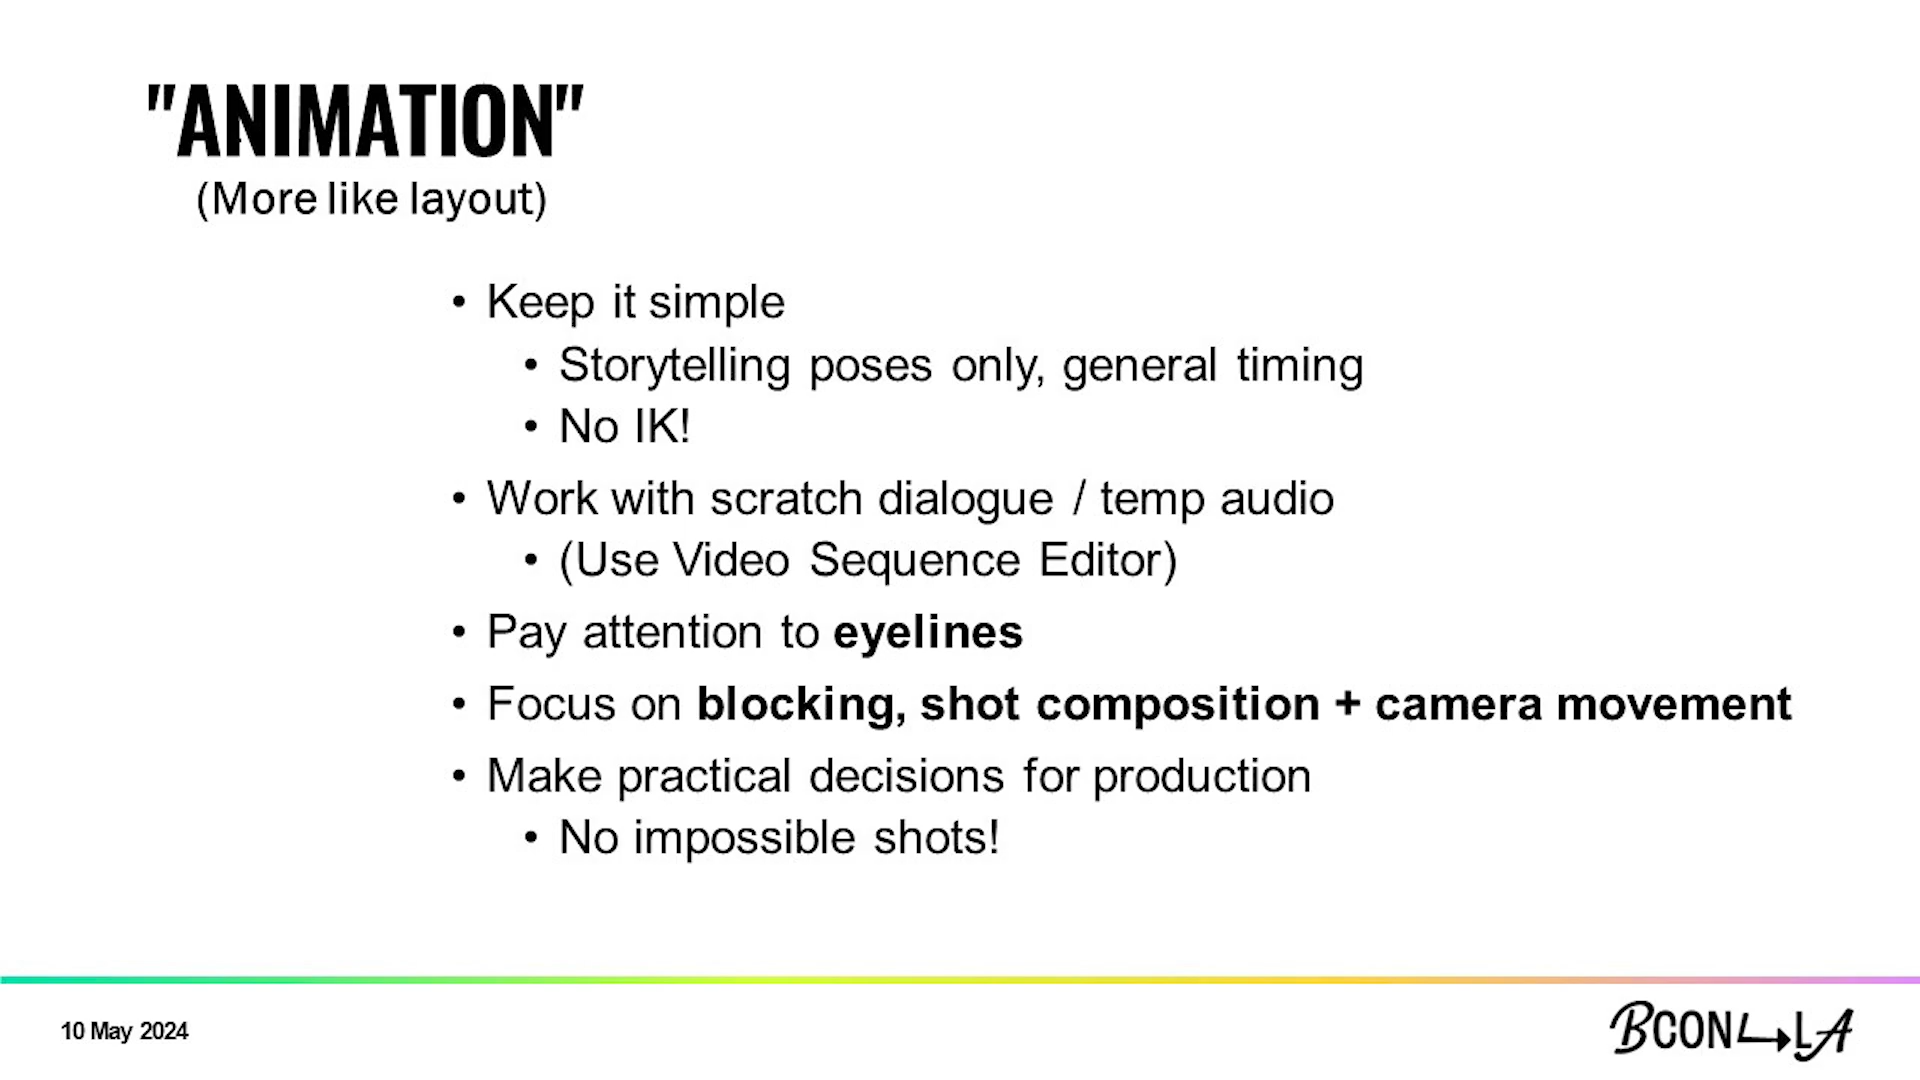 "ANIMATION"
(More like layout)
• Keep it simple
• Storytelling poses only, general timing
• No IK!
• Work with scratch dialogue / temp audio
• (Use Video Sequence Editor)
• Pay attention to eyelines
• Focus on blocking, shot composition + camera movement
• Make practical decisions for production
• No impossible shots!
10 May 2024
BCON LA